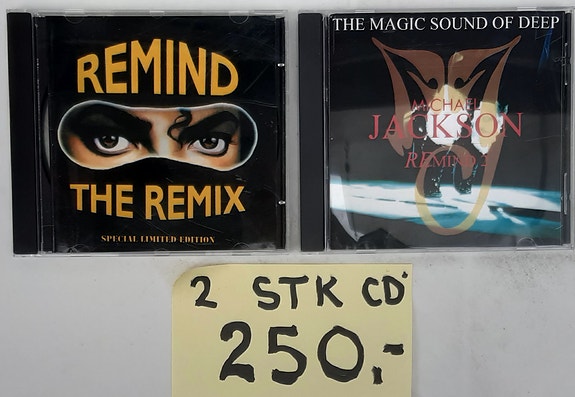 REMIND
THE REMIX
SPECIAL LIMITED EDITION
THE MAGIC SOUND OF DEEP
MICHAEL
JACKSON
REMIND
2 STK CD'
250,-